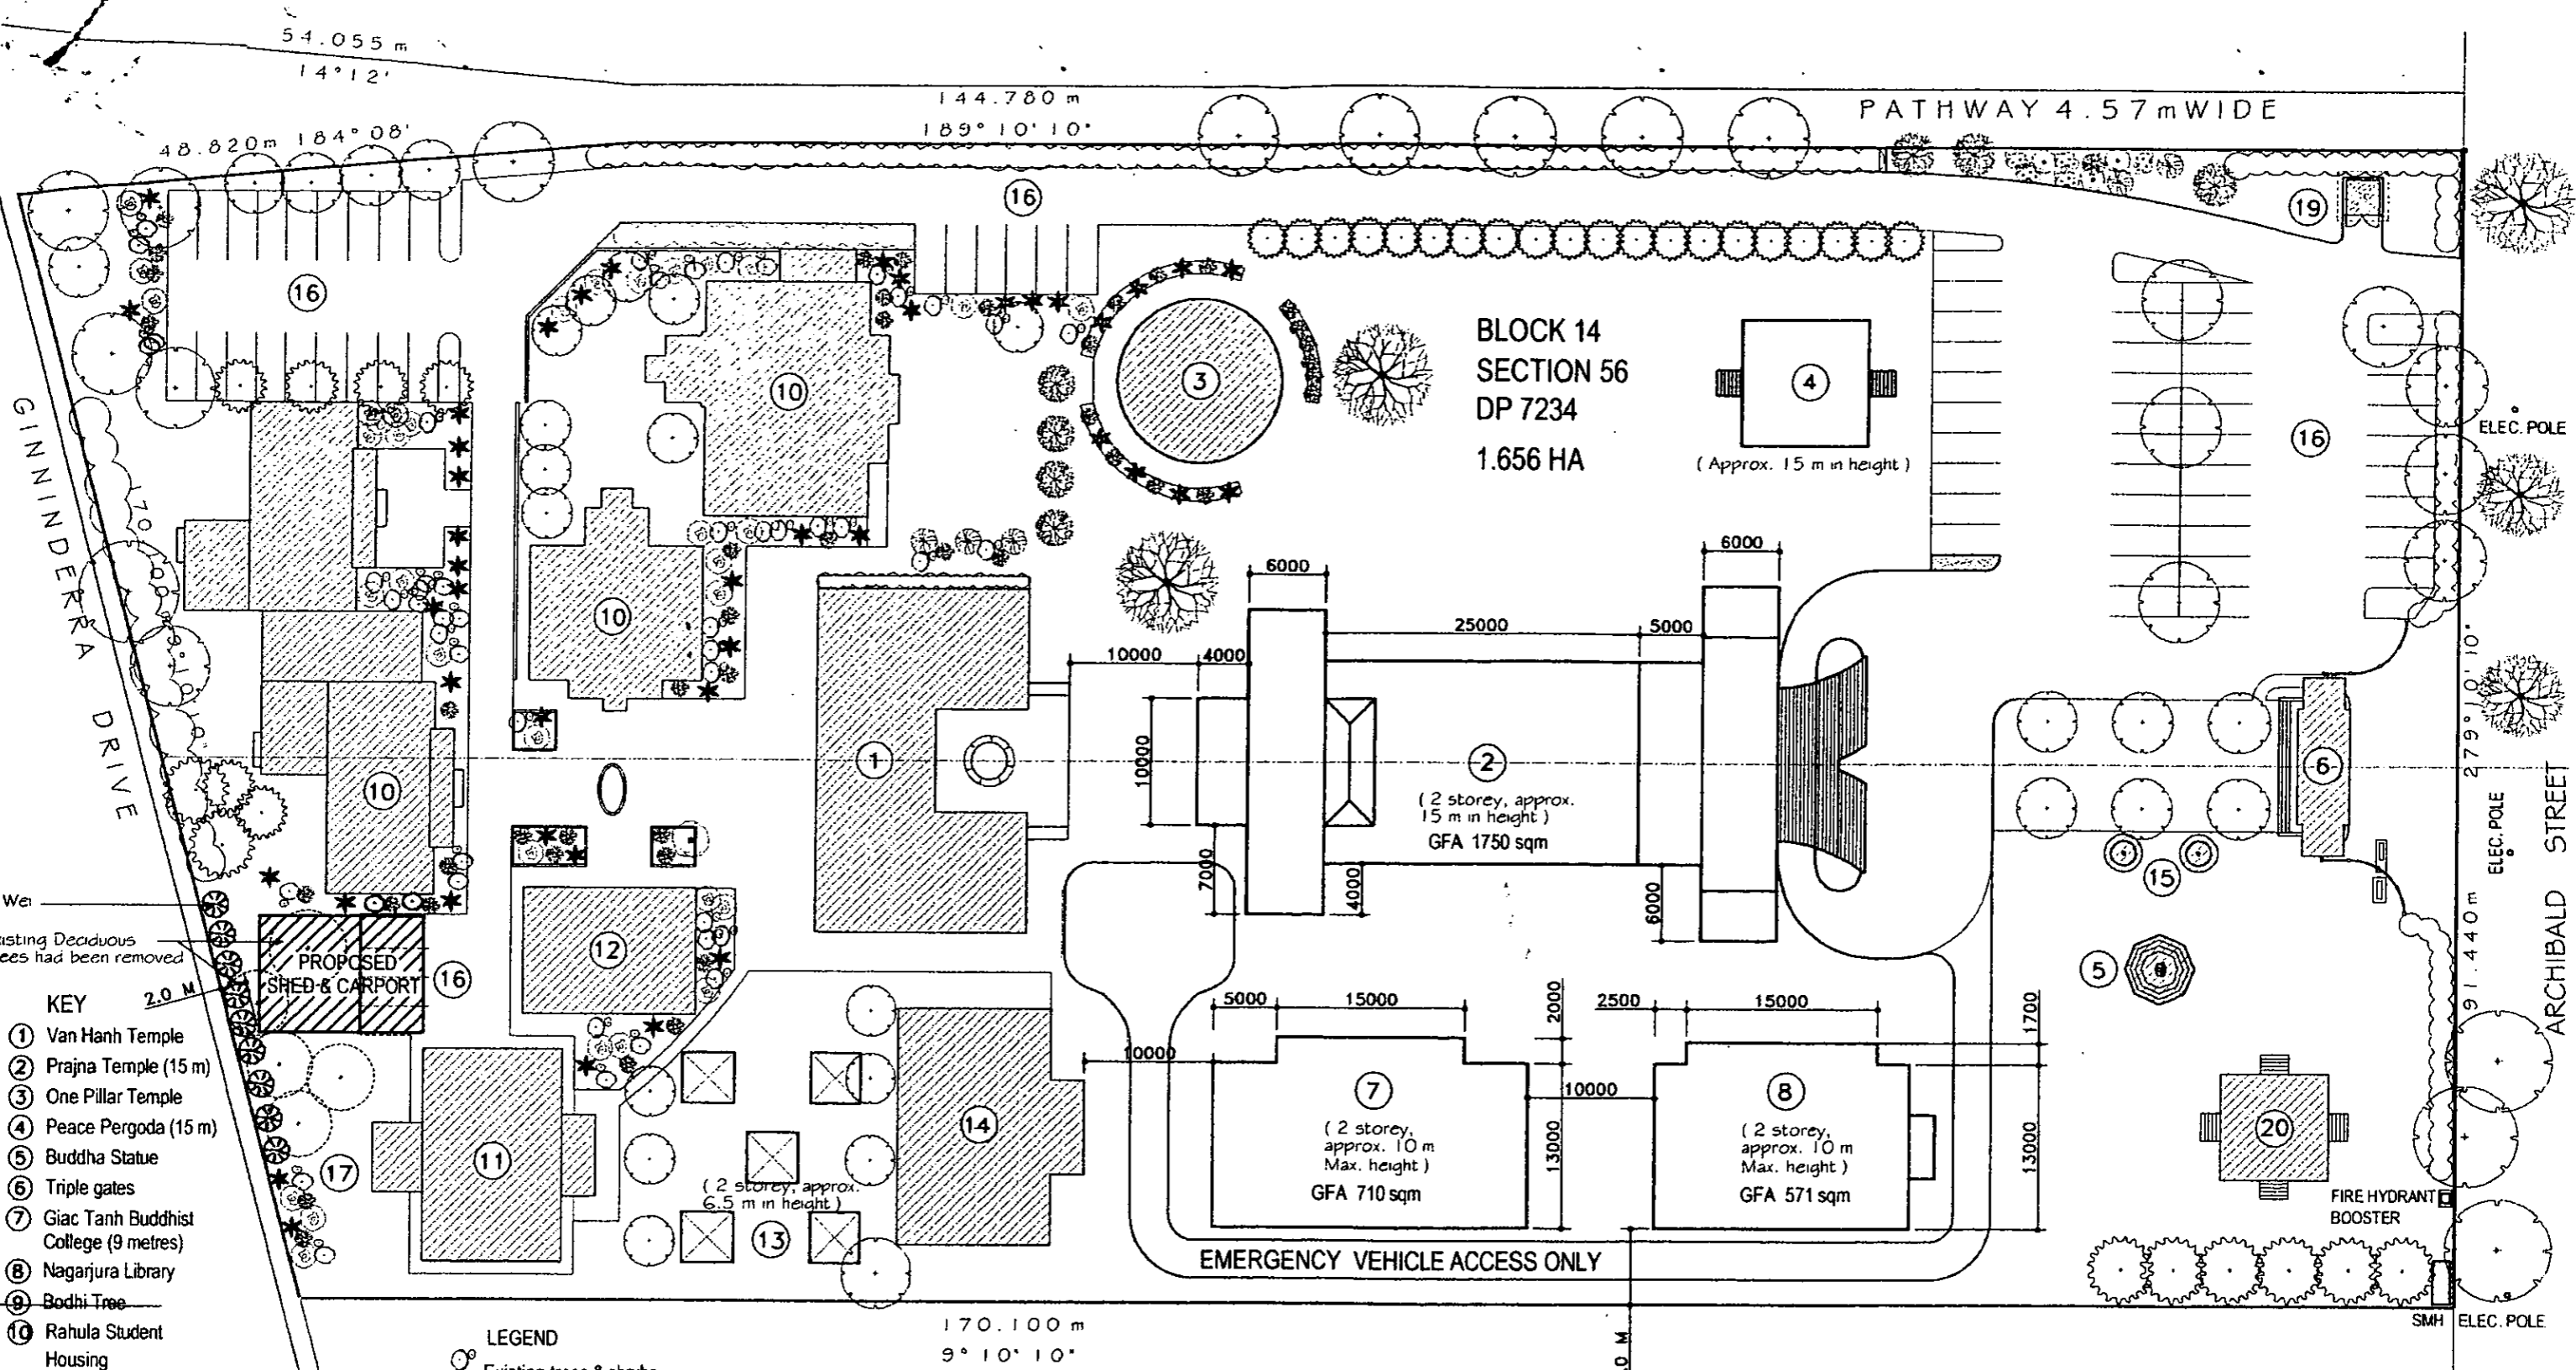 54.055 m
14°12'
144.780 m
189°10'10"
PATHWAY 4.57mWIDE
48.820m 184°08'
16
19
16
BLOCK 14
SECTION 56
DP 7234
1.656 HA
3
4
10
( Approx. 15 m in height )
16
ELEC. POLE
GINNINDERRA DRIVE
10
6000
6000
25000
5000
10000
4000
10000
7000
4000
6000
1
2
( 2 storey, approx.
15 m in height )
GFA 1750 sqm
10
6
279°10'10"
91.440m
ELEC. POLE
ARCHIBALD STREET
15
5
Wei
Deciduous
had been removed
PROPOSED
SHED & CARPORT
16
2.0 M
12
5000
15000
2000
2500
15000
1700
10000
10000
7
( 2 storey,
approx. 10 m
Max. height )
GFA 710 sqm
13000
8
( 2 storey,
approx. 10 m
Max. height )
GFA 571 sqm
13000
14
11
17
( 2 storey, approx.
6.5 m in height )
13
20
FIRE HYDRANT
BOOSTER
EMERGENCY VEHICLE ACCESS ONLY
SMH
ELEC. POLE
170.100 m
9°10'10"
KEY
1 Van Hanh Temple
2 Prajna Temple (15 m)
3 One Pillar Temple
4 Peace Pergoda (15 m)
5 Buddha Statue
6 Triple gates
7 Giac Tanh Buddhist
College (9 metres)
8 Nagarjura Library
9 Bodhi Tree
10 Rahula Student
Housing
LEGEND
Existing trees & shrubs